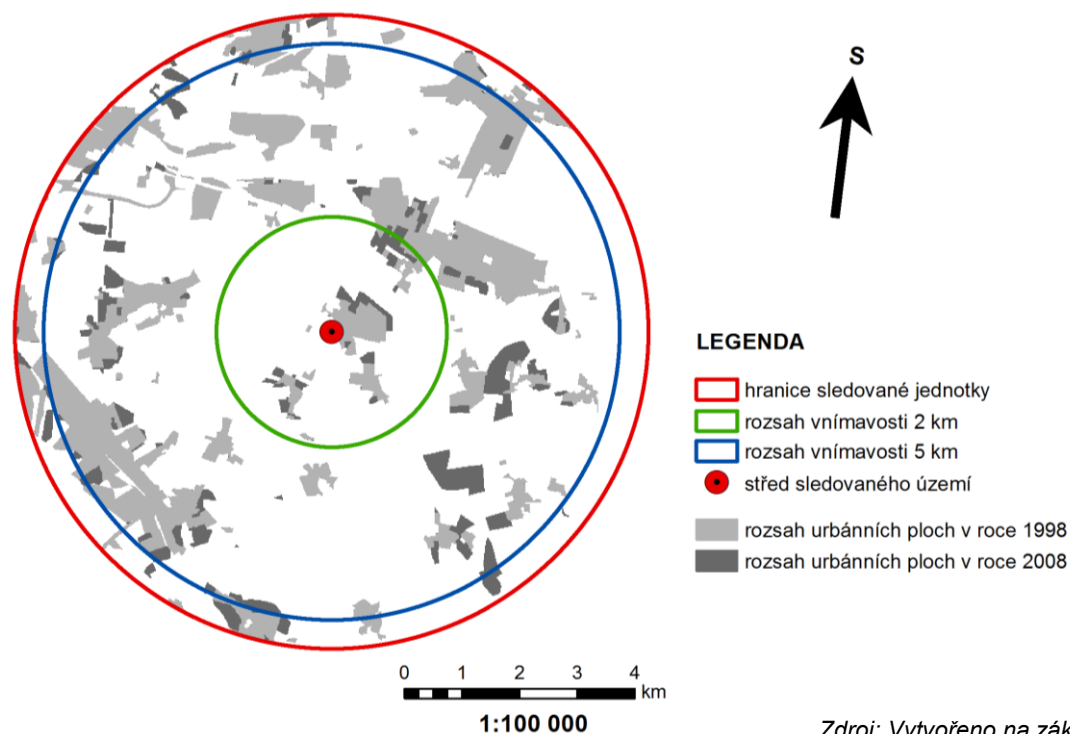 S
LEGENDA
hranice sledované jednotky
rozsah vnímavosti 2 km
rozsah vnímavosti 5 km
střed sledovaného území
rozsah urbánních ploch v roce 1998
rozsah urbánních ploch v roce 2008
0 1 2 3 4
km
1:100 000
Zdroj: Vytvořeno na zák